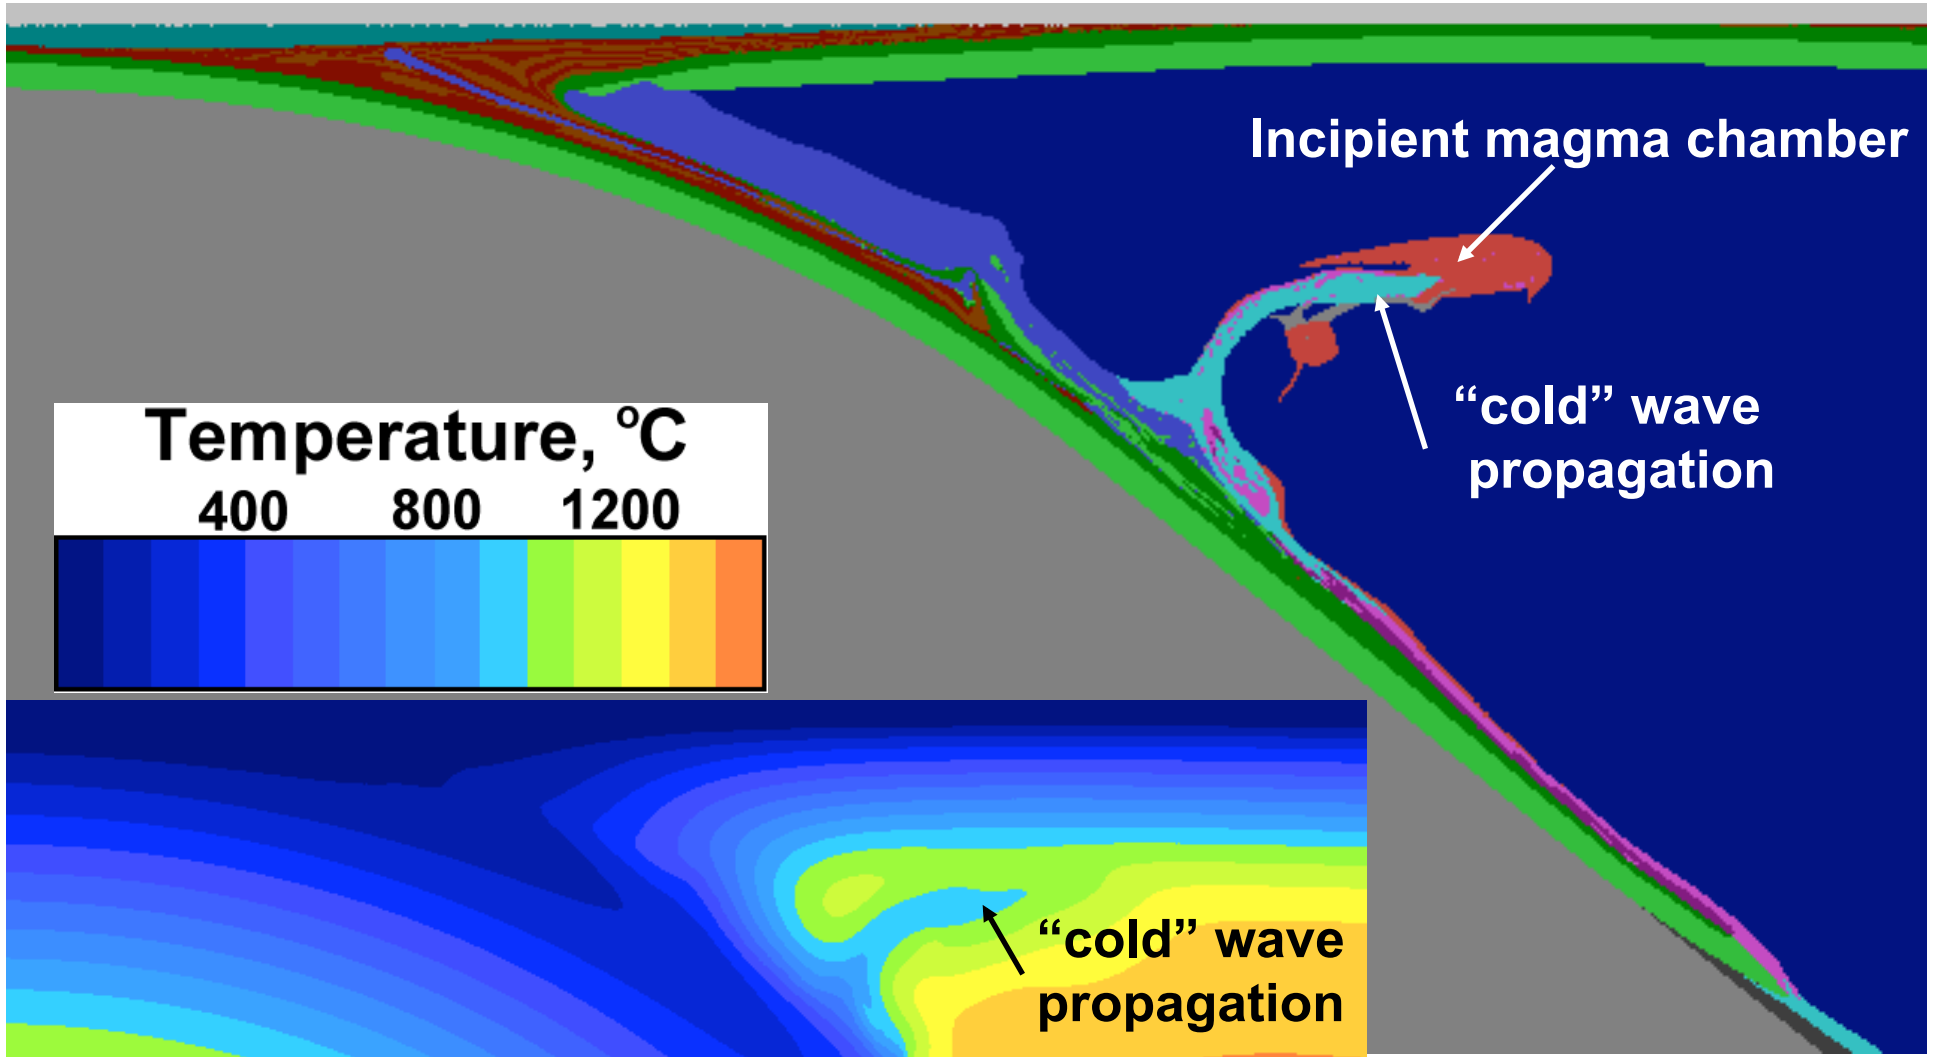 Incipient magma chamber
“cold” wave
propagation
Temperature, °C
400 800 1200
“cold” wave
propagation